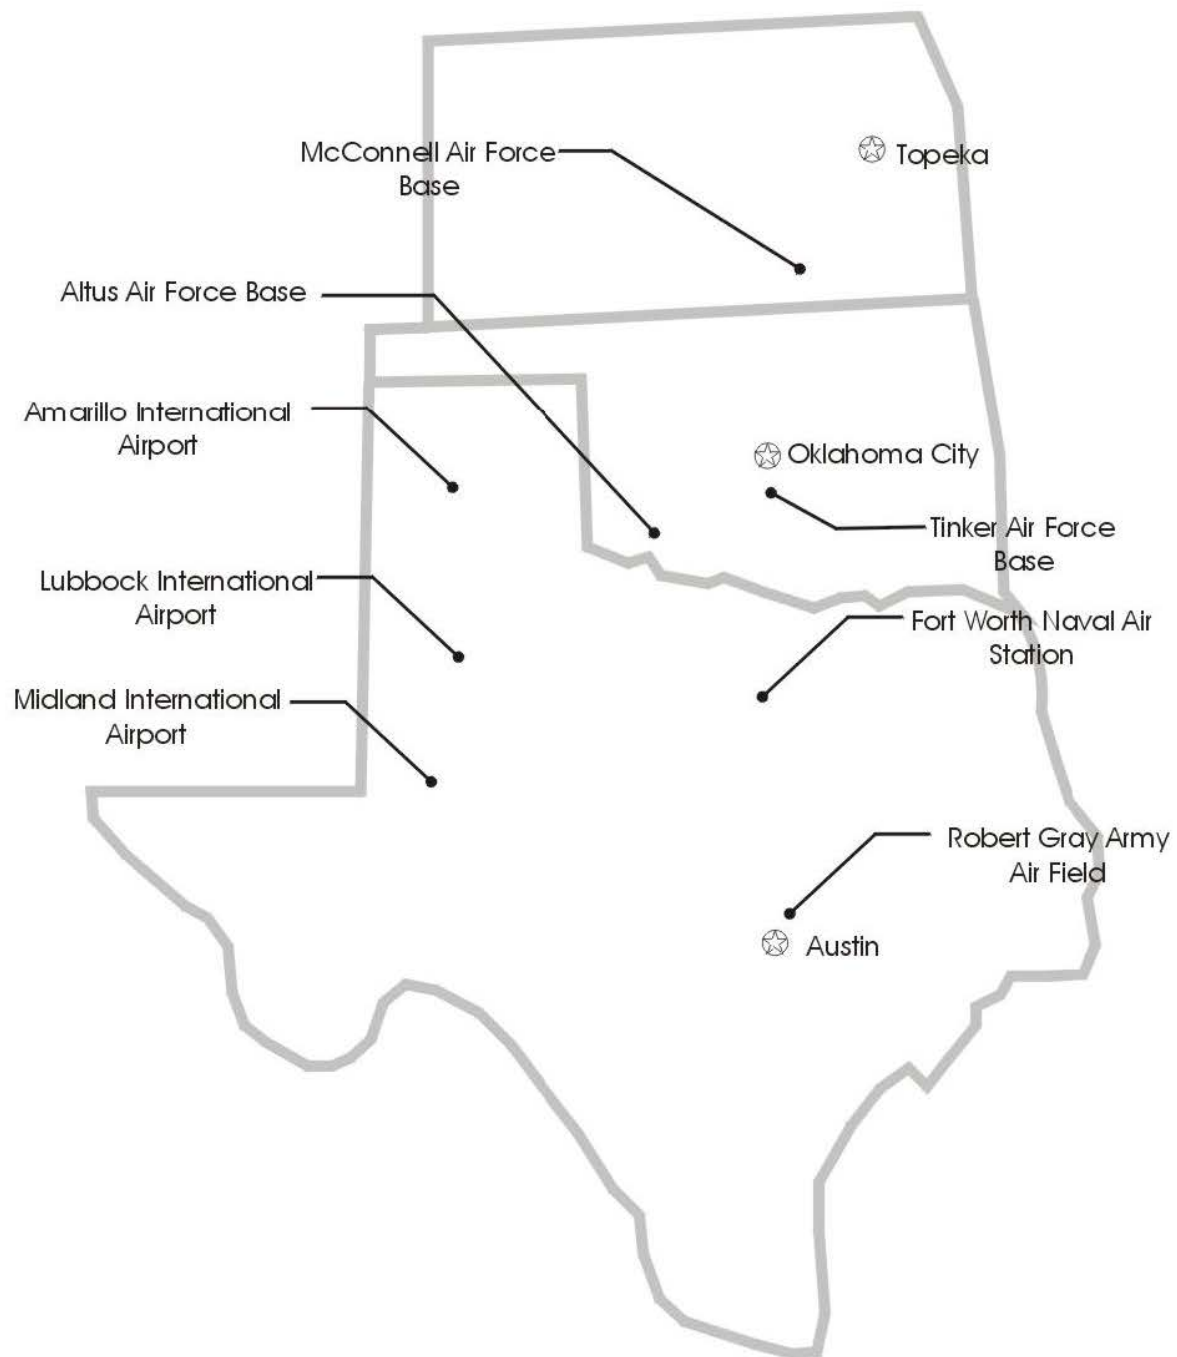 McConnell Air Force
Base
Topeka
Altus Air Force Base
Amarillo International
Airport
Oklahoma City
Tinker Air Force
Base
Lubbock International
Airport
Fort Worth Naval Air
Station
Midland International
Airport
Robert Gray Army
Air Field
Austin